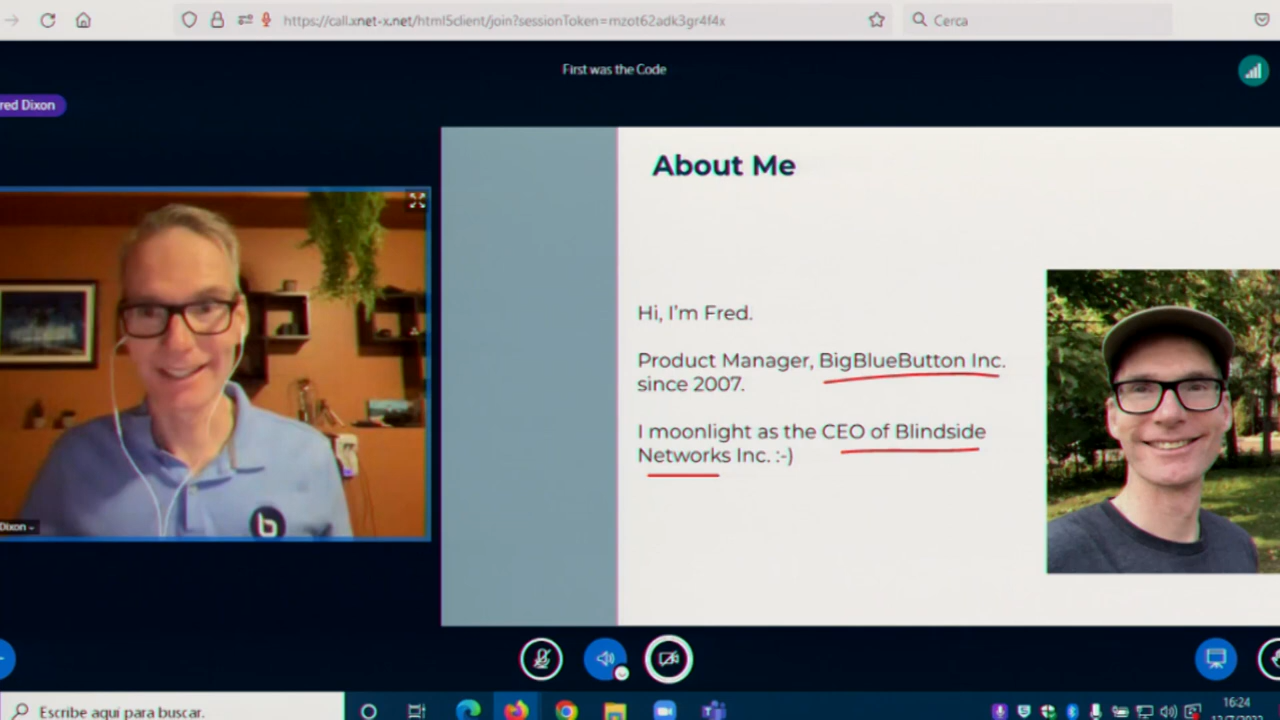 https://call.xnet-x.net/html5client/join?sessionToken=mzot62adk3gr4f4x
Cerca
First was the Code
red Dixon
About Me
Hi, I'm Fred.
Product Manager, BigBlueButton Inc.
since 2007.
I moonlight as the CEO of Blindside
Networks Inc. :-)
Dixon
b
Escribe aquí para buscar.
16:24